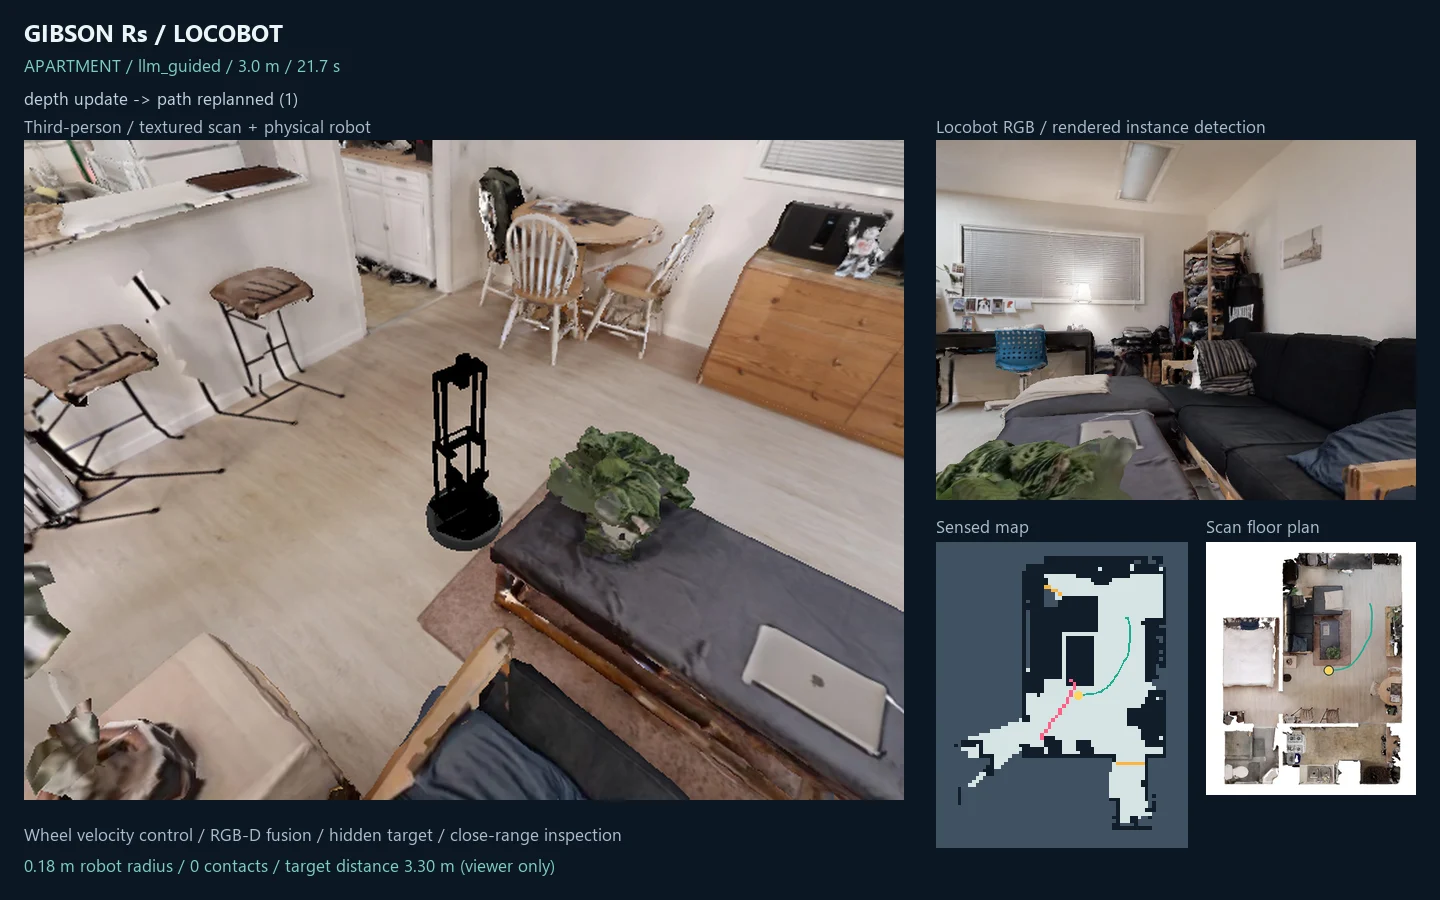 GIBSON Rs / LOCOBOT
APARTMENT / llm_guided / 3.0 m / 21.7 s
depth update -> path replanned (1)
Third-person / textured scan + physical robot
Locobot RGB / rendered instance detection
LAUNDRY
Sensed map
Scan floor plan
Wheel velocity control / RGB-D fusion / hidden target / close-range inspection
0.18 m robot radius / 0 contacts / target distance 3.30 m (viewer only)